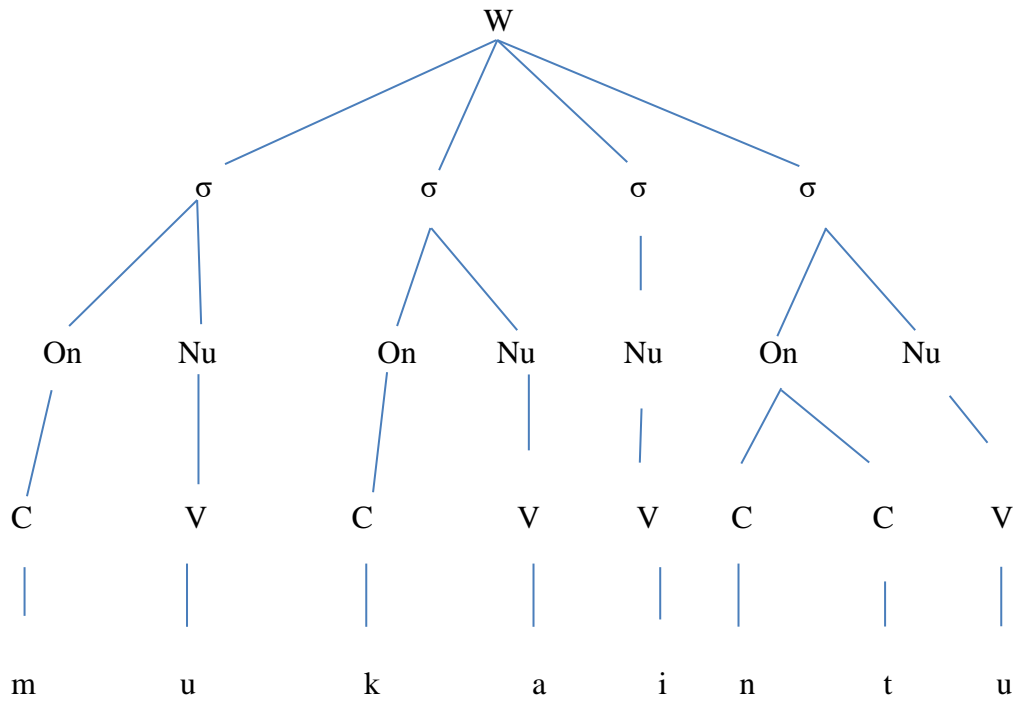 W
σ σ σ σ
On Nu On Nu Nu On Nu
C V C V V C C V
m u k a i n t u